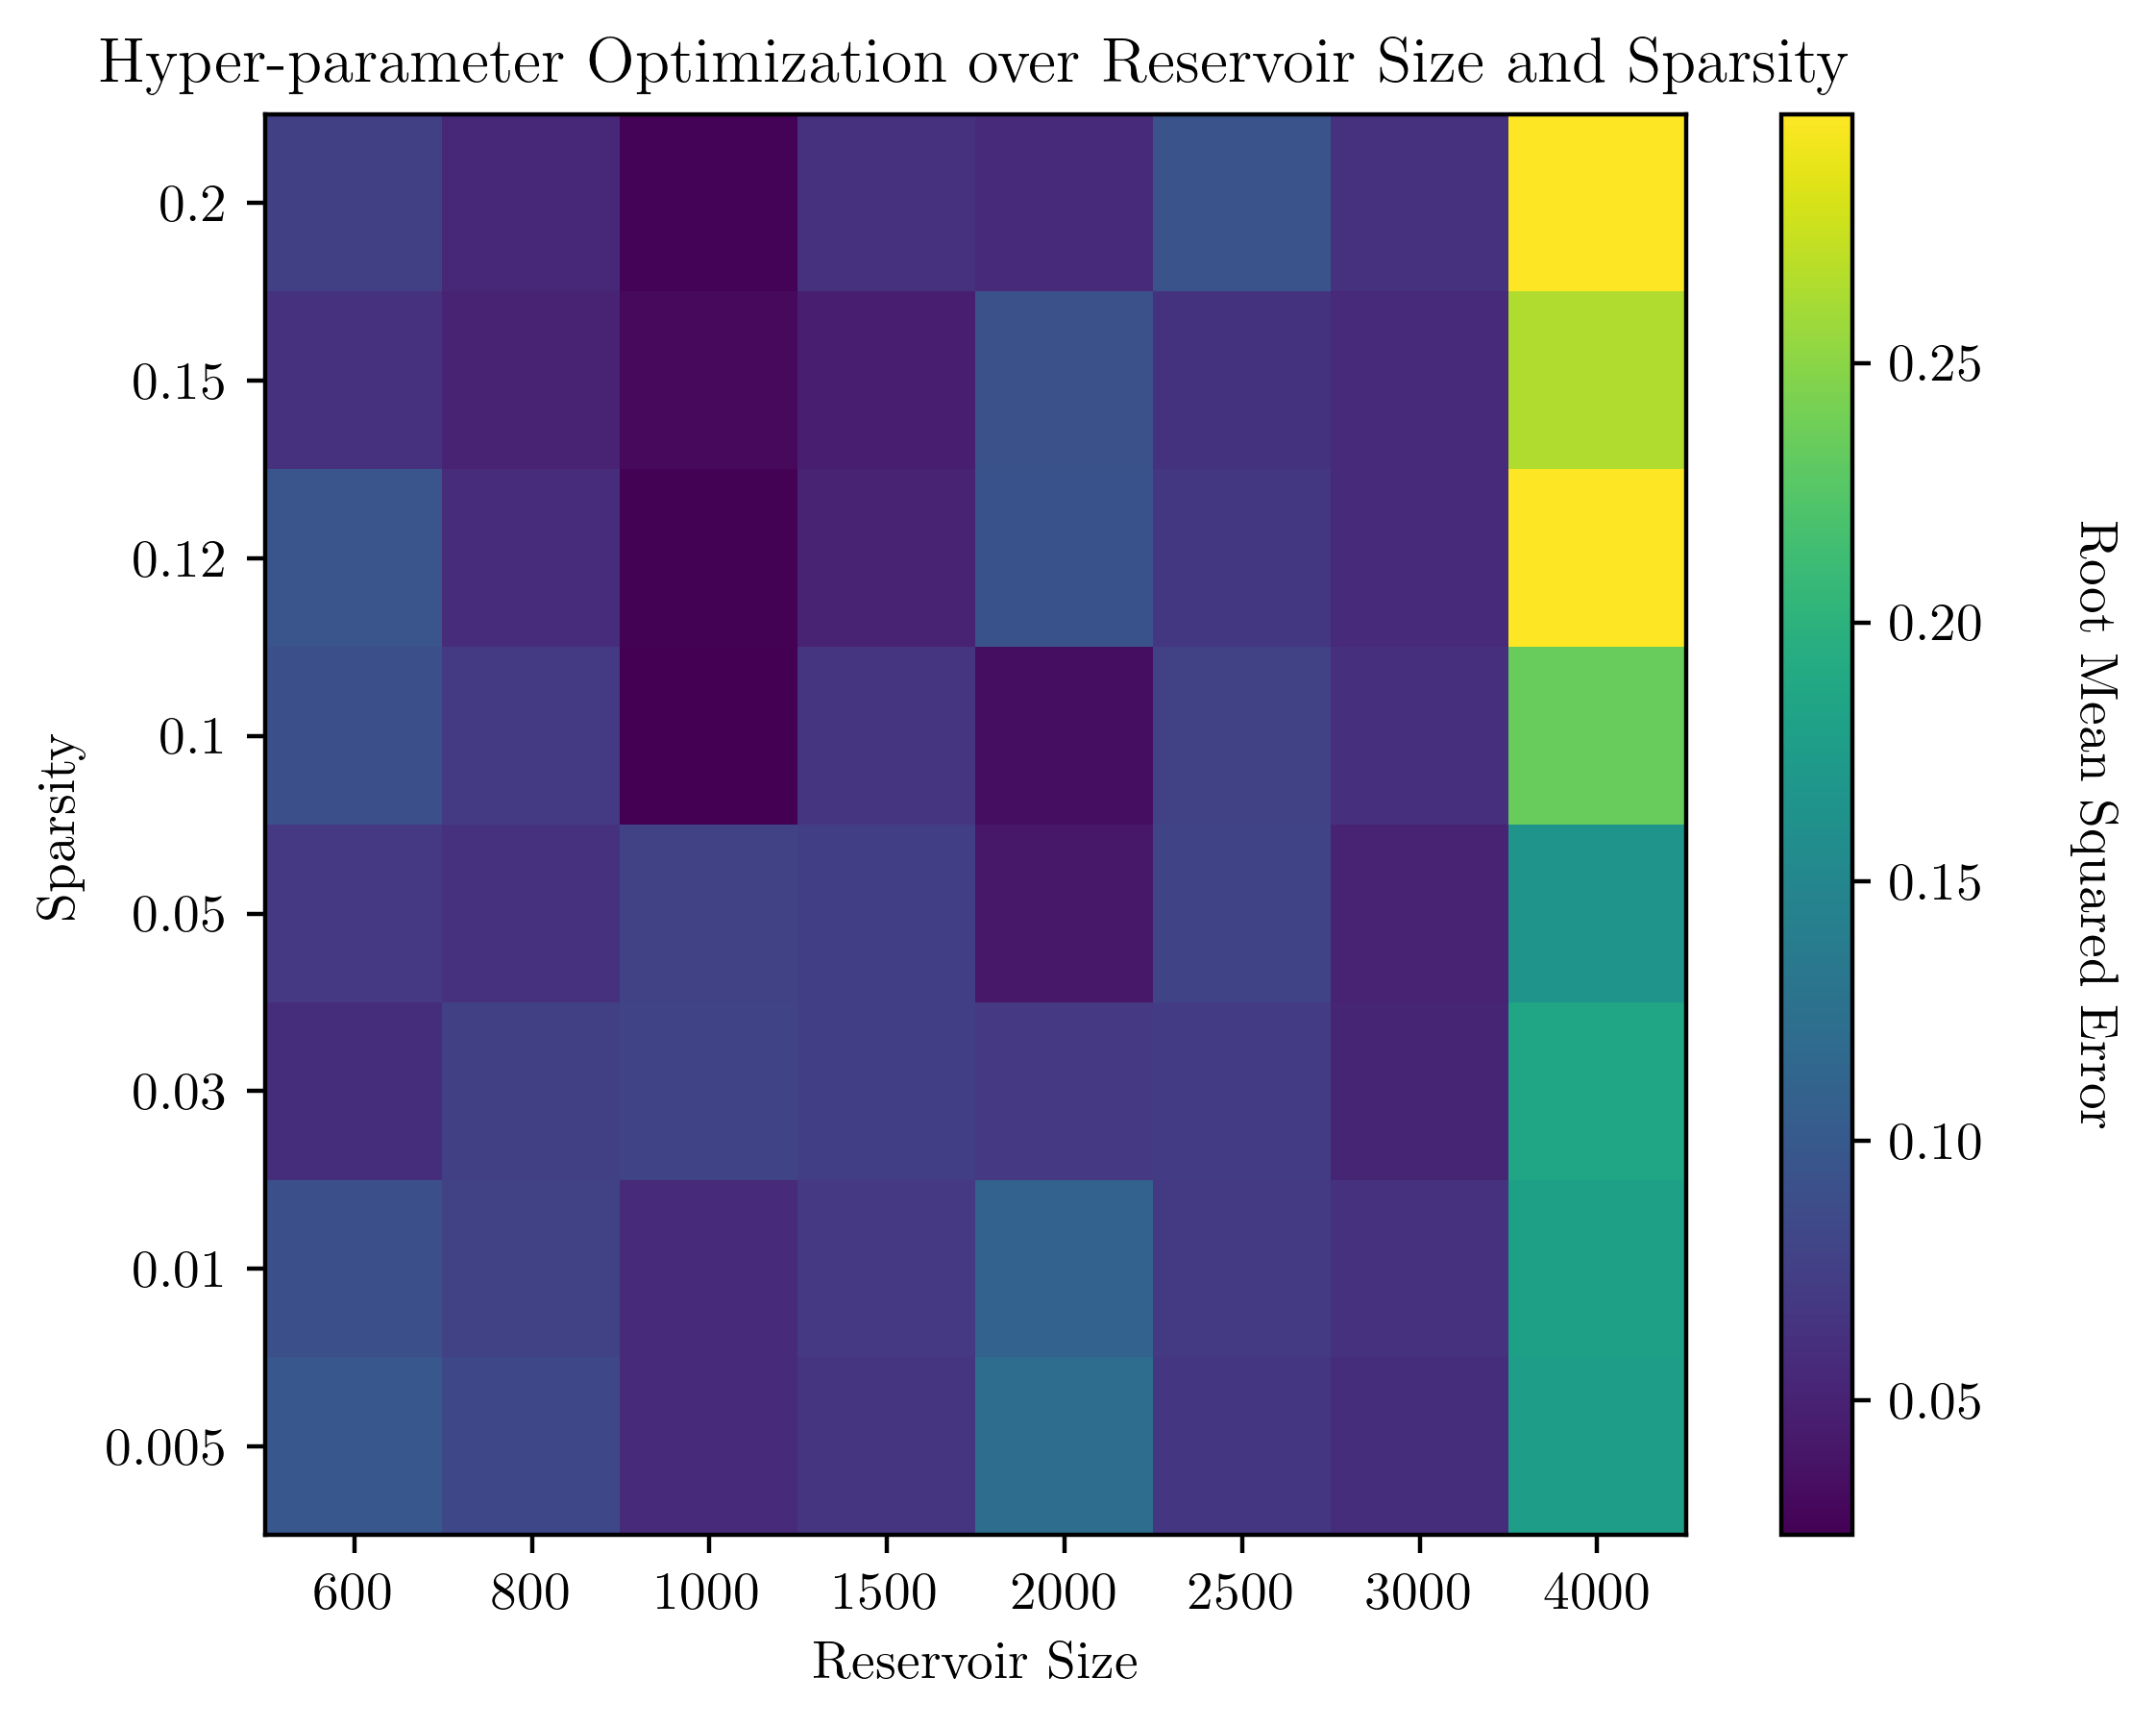 Hyper-parameter Optimization over Reservoir Size and Sparsity
0.2
0.15
0.12
0.1
0.05
0.03
0.01
0.005
Sparsity
600 800 1000 1500 2000 2500 3000 4000
Reservoir Size
0.25
0.20
0.15
0.10
0.05
Root Mean Squared Error